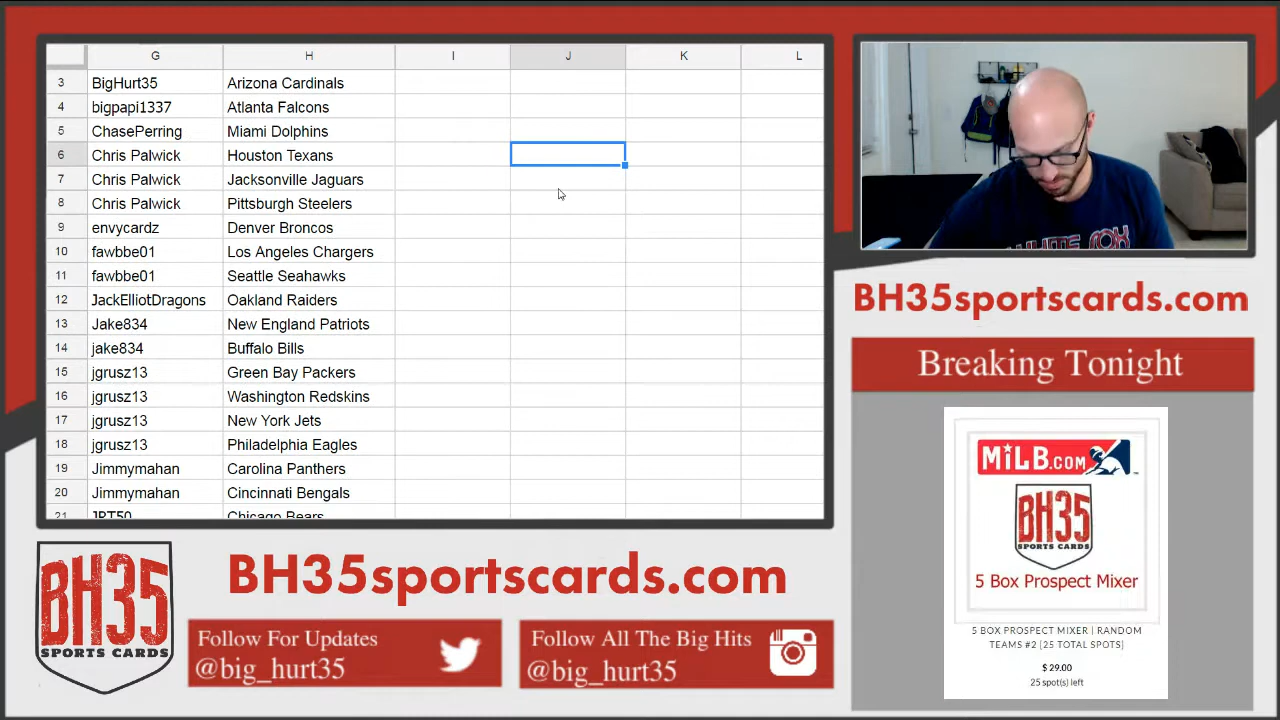 G H I J K L
3 BigHurt35 Arizona Cardinals
4 bigpapi1337 Atlanta Falcons
5 ChasePerring Miami Dolphins
6 Chris Palwick Houston Texans
7 Chris Palwick Jacksonville Jaguars
8 Chris Palwick Pittsburgh Steelers
9 envycardz Denver Broncos
10 fawbbe01 Los Angeles Chargers
11 fawbbe01 Seattle Seahawks
12 JackElliotDragons Oakland Raiders
13 Jake834 New England Patriots
14 jake834 Buffalo Bills
15 jgrusz13 Green Bay Packers
16 jgrusz13 Washington Redskins
17 jgrusz13 New York Jets
18 jgrusz13 Philadelphia Eagles
19 Jimmymahan Carolina Panthers
20 Jimmymahan Cincinnati Bengals
21 JPT50 Chicago Bears
WHITE SOX
BH35sportscards.com
Breaking Tonight
MiLB.COM
BH35
SPORTS CARDS
5 Box Prospect Mixer
5 BOX PROSPECT MIXER | RANDOM
TEAMS #2 [25 TOTAL SPOTS]
$ 29.00
25 spot(s) left
BH35
SPORTS CARDS
BH35sportscards.com
Follow For Updates
@big_hurt35
Follow All The Big Hits
@big_hurt35